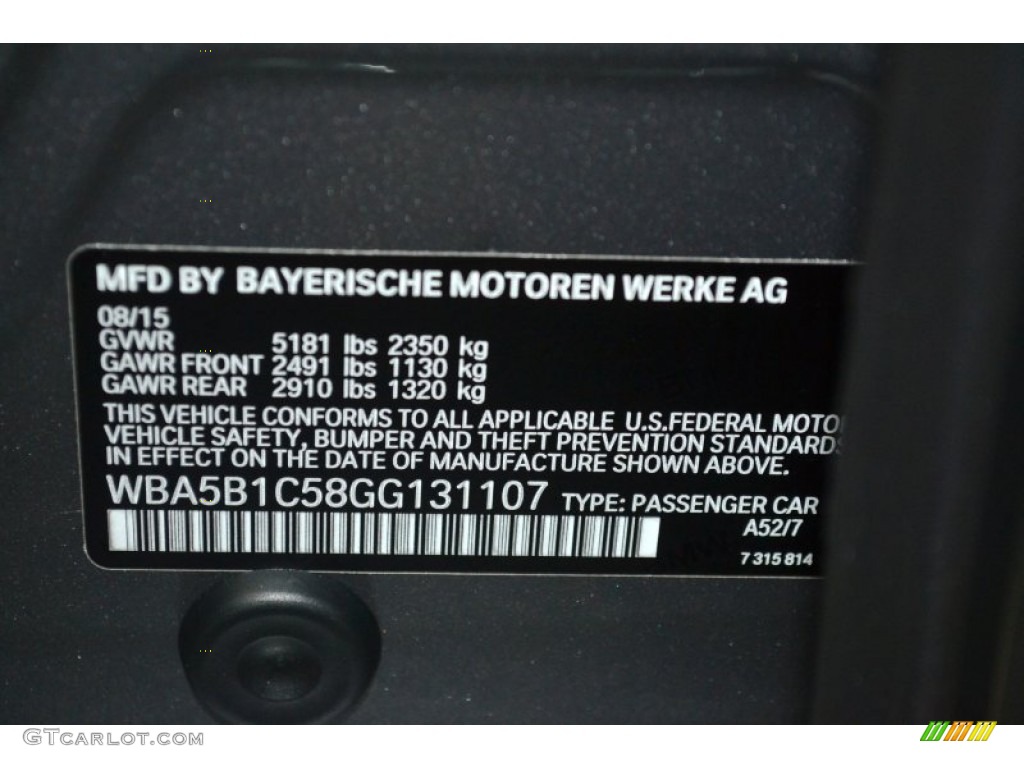 MFD BY BAYERISCHE MOTOREN WERKE AG
08/15
GVWR 5181 lbs 2350 kg
GAWR FRONT 2491 lbs 1130 kg
GAWR REAR 2910 lbs 1320 kg
THIS VEHICLE CONFORMS TO ALL APPLICABLE U.S.FEDERAL MOTO
VEHICLE SAFETY, BUMPER AND THEFT PREVENTION STANDARDS
IN EFFECT ON THE DATE OF MANUFACTURE SHOWN ABOVE.
WBA5B1C58GG131107 TYPE: PASSENGER CAR
A52/7
7 315 814
GTCARLOT.COM